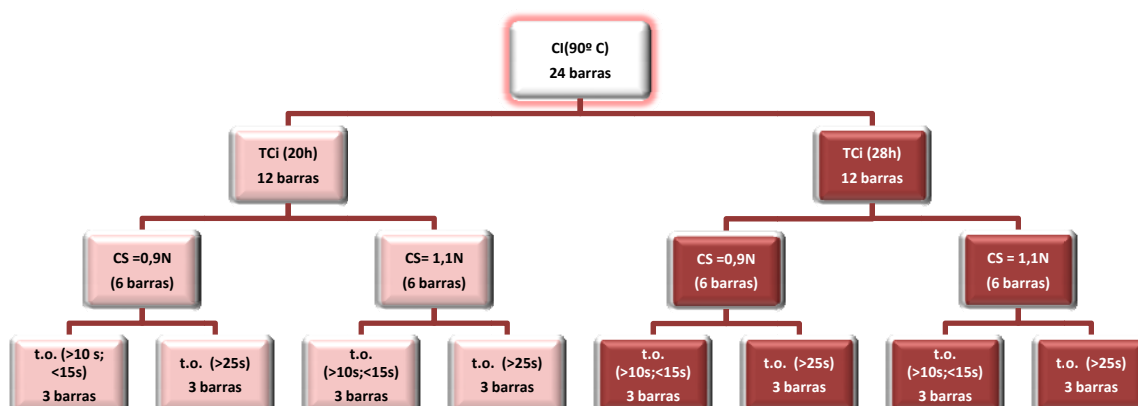 CI(90º C)
24 barras
TCi (20h)
12 barras
TCi (28h)
12 barras
CS =0,9N
(6 barras)
CS= 1,1N
(6 barras)
CS =0,9N
(6 barras)
CS = 1,1N
(6 barras)
t.o. (>10 s;
<15s)
3 barras
t.o. (>25s)
3 barras
t.o.
(>10s;<15s)
3 barras
t.o. (>25s)
3 barras
t.o.
(>10s;<15s)
3 barras
t.o. (>25s)
3 barras
t.o.
(>10s;<15s)
3 barras
t.o. (>25s)
3 barras